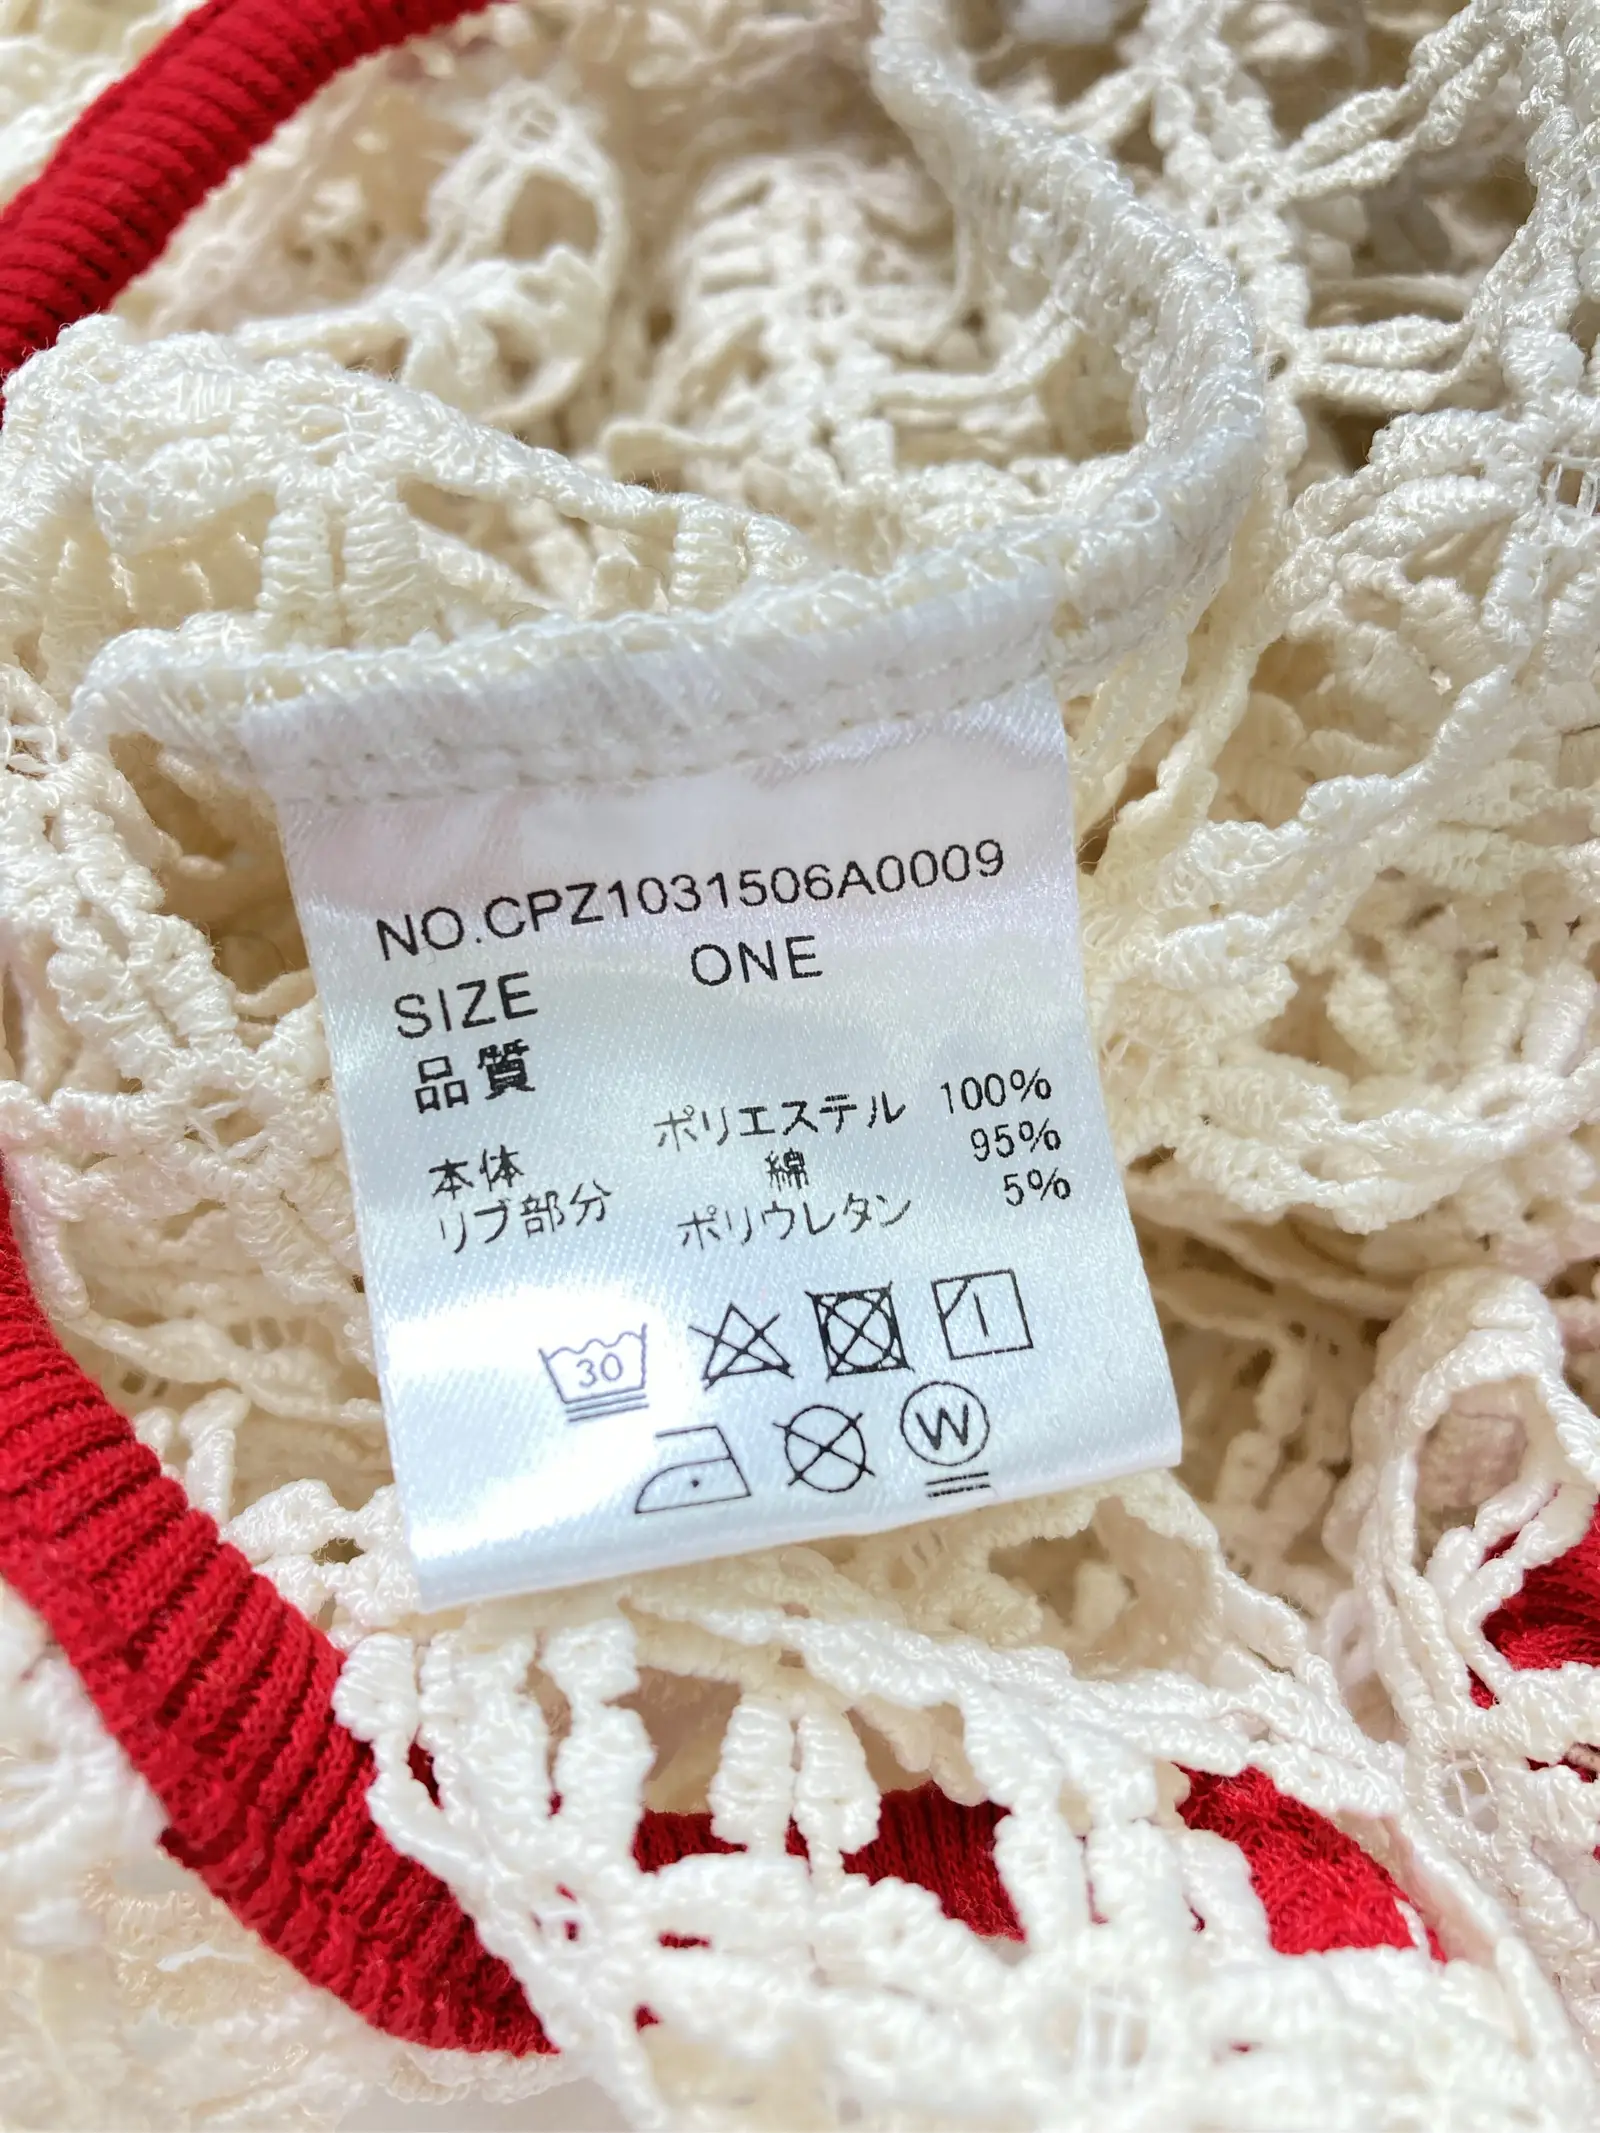 NO.CPZ1031506A0009
SIZE ONE
品質
本体 ポリエステル 100%
リブ部分 綿 95%
ポリウレタン 5%
30
W